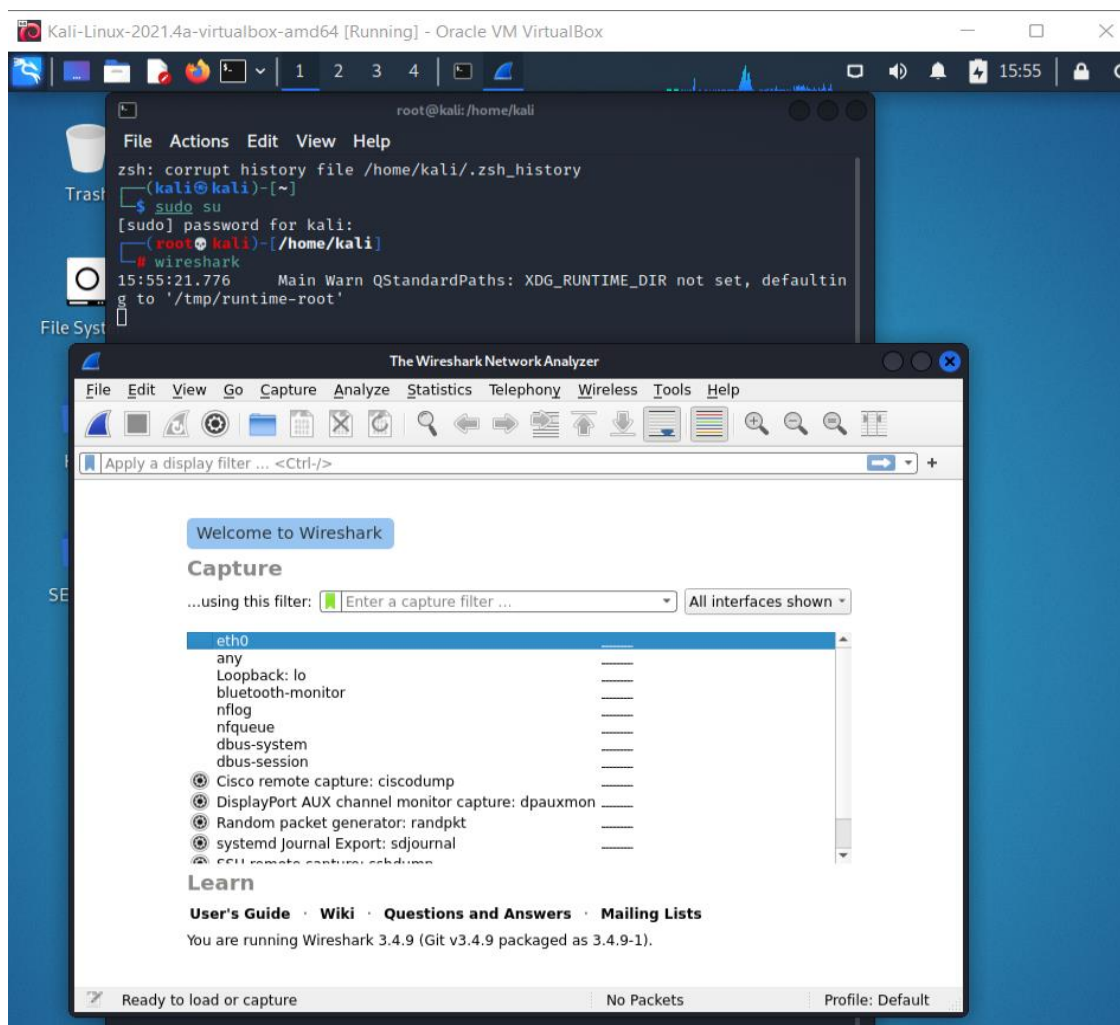 Kali-Linux-2021.4a-virtualbox-amd64 [Running] - Oracle VM VirtualBox
1 2 3 4 15:55
root@kali: /home/kali
File Actions Edit View Help
zsh: corrupt history file /home/kali/.zsh_history
(kali㉿kali)-[~]
$ sudo su
[sudo] password for kali:
(root💀kali)-[/home/kali]
# wireshark
15:55:21.776 Main Warn QStandardPaths: XDG_RUNTIME_DIR not set, defaultin
g to '/tmp/runtime-root'
Trash
File Syst
SE
The Wireshark Network Analyzer
File Edit View Go Capture Analyze Statistics Telephony Wireless Tools Help
Apply a display filter ... <Ctrl-/>
Welcome to Wireshark
Capture
...using this filter: Enter a capture filter ... All interfaces shown
eth0
any
Loopback: lo
bluetooth-monitor
nflog
nfqueue
dbus-system
dbus-session
Cisco remote capture: ciscodump
DisplayPort AUX channel monitor capture: dpauxmon
Random packet generator: randpkt
systemd Journal Export: sdjournal
SSH remote capture: sshdump
Learn
User's Guide · Wiki · Questions and Answers · Mailing Lists
You are running Wireshark 3.4.9 (Git v3.4.9 packaged as 3.4.9-1).
Ready to load or capture No Packets Profile: Default